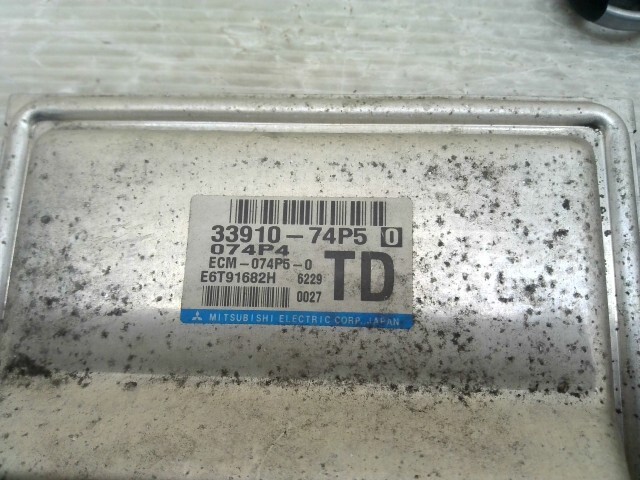 33910-74P5 0
074P4
ECM-074P5-0
TD
E6T91682H 6229
0027
MITSUBISHI ELECTRIC CORP. JAPAN